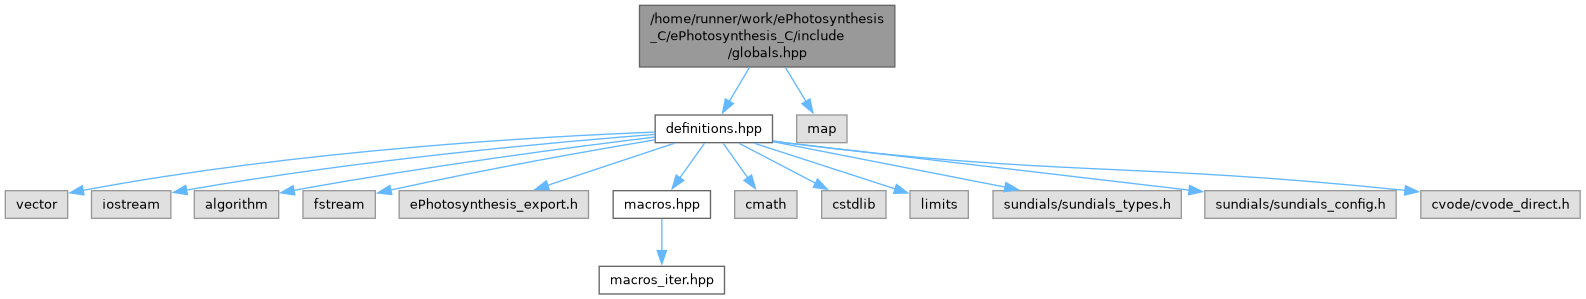 /home/runner/work/ePhotosynthesis
_C/ePhotosynthesis_C/include
/globals.hpp
definitions.hpp
map
vector
iostream
algorithm
fstream
ePhotosynthesis_export.h
macros.hpp
cmath
cstdlib
limits
sundials/sundials_types.h
sundials/sundials_config.h
cvode/cvode_direct.h
macros_iter.hpp